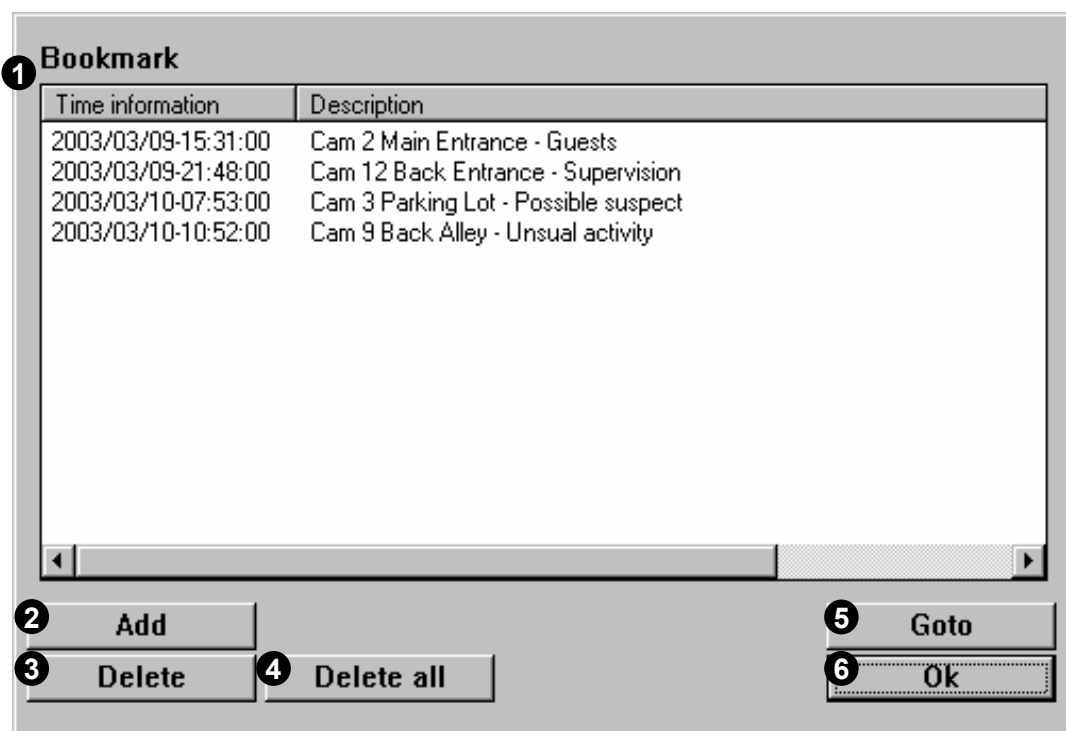 Bookmark
1
Time information Description
2003/03/09-15:31:00 Cam 2 Main Entrance - Guests
2003/03/09-21:48:00 Cam 12 Back Entrance - Supervision
2003/03/10-07:53:00 Cam 3 Parking Lot - Possible suspect
2003/03/10-10:52:00 Cam 9 Back Alley - Unsual activity
2 Add 5 Goto
3 Delete 4 Delete all 6 Ok